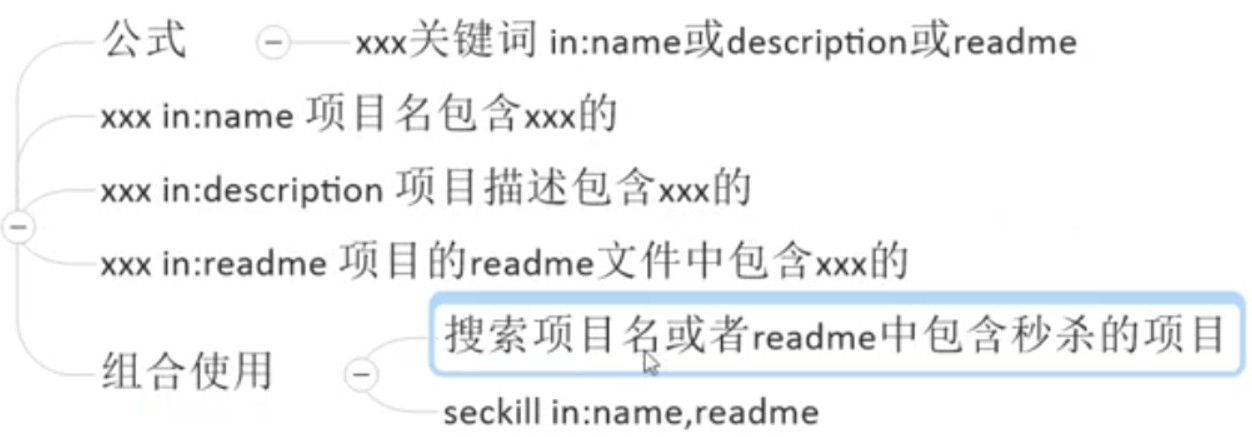 公式 xxx关键词 in:name或description或readme
xxx in:name 项目名包含xxx的
xxx in:description 项目描述包含xxx的
xxx in:readme 项目的readme文件中包含xxx的
搜索项目名或者readme中包含秒杀的项目
组合使用
seckill in:name,readme